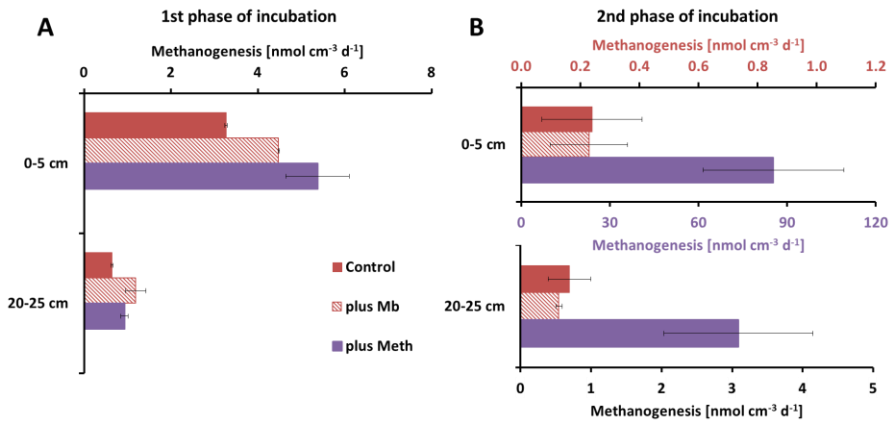 A
1st phase of incubation
Methanogenesis [nmol cm⁻³ d⁻¹]
0 2 4 6 8
0-5 cm
20-25 cm
Control
plus Mb
plus Meth
B
2nd phase of incubation
Methanogenesis [nmol cm⁻³ d⁻¹]
0.0 0.2 0.4 0.6 0.8 1.0 1.2
0-5 cm
0 30 60 90 120
Methanogenesis [nmol cm⁻³ d⁻¹]
20-25 cm
0 1 2 3 4 5
Methanogenesis [nmol cm⁻³ d⁻¹]